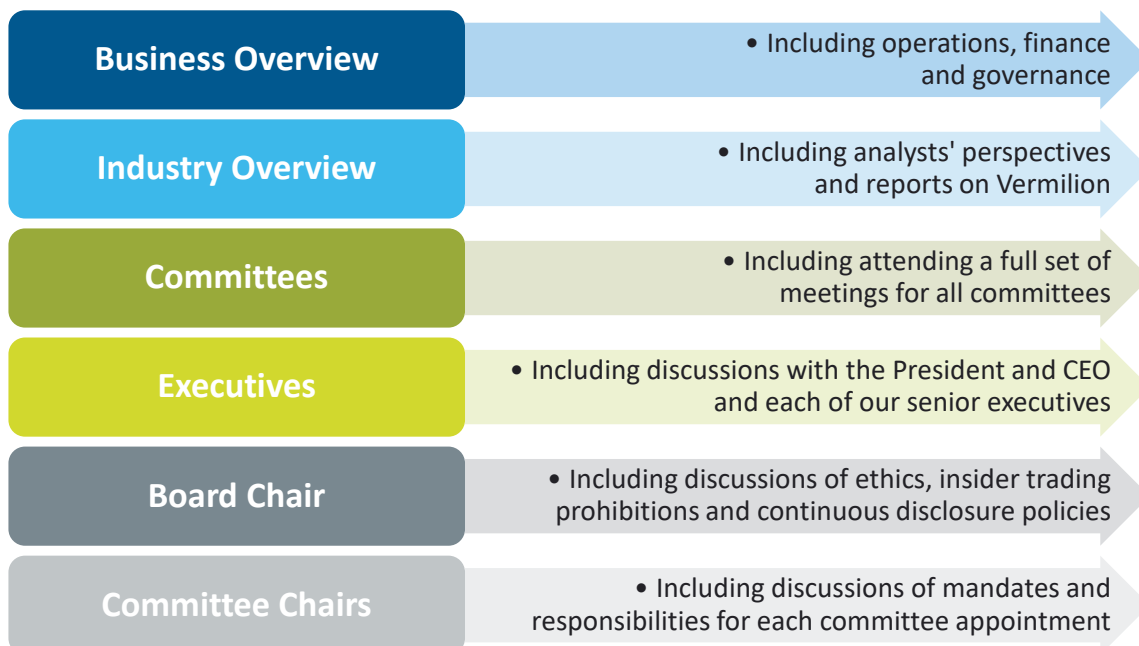 Business Overview
• Including operations, finance
and governance
Industry Overview
• Including analysts' perspectives
and reports on Vermilion
Committees
• Including attending a full set of
meetings for all committees
Executives
• Including discussions with the President and CEO
and each of our senior executives
Board Chair
• Including discussions of ethics, insider trading
prohibitions and continuous disclosure policies
Committee Chairs
• Including discussions of mandates and
responsibilities for each committee appointment